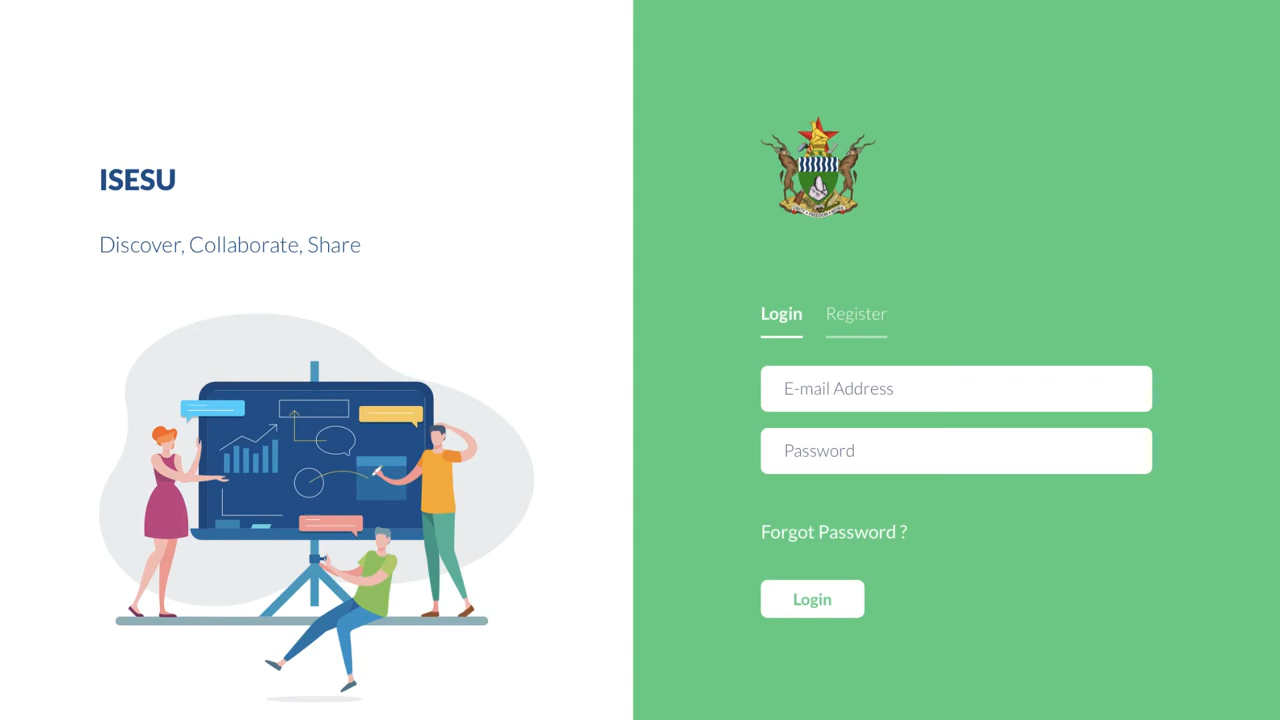 ISESU
Discover, Collaborate, Share
Login
Register
E-mail Address
Password
Forgot Password ?
Login